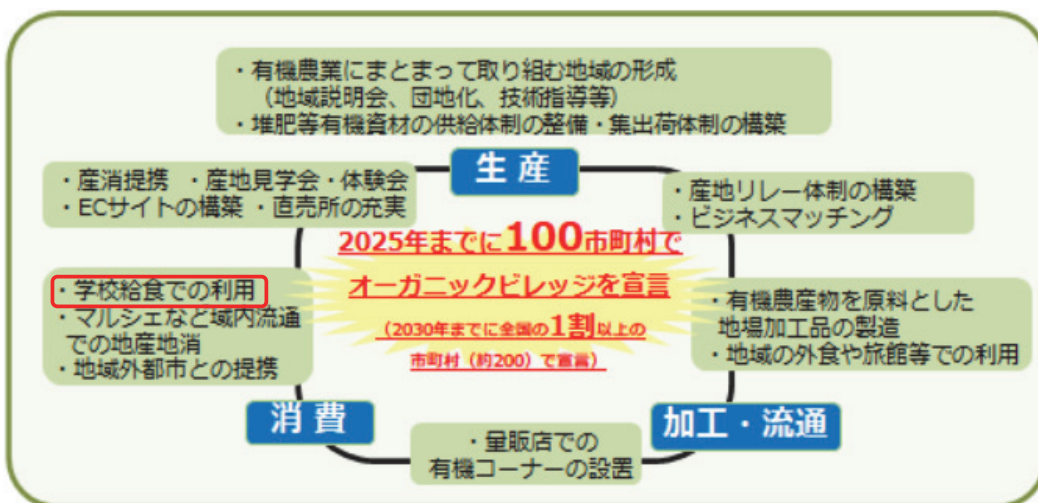 ・有機農業にまとまって取り組む地域の形成
（地域説明会、団地化、技術指導等）
・堆肥等有機資材の供給体制の整備・集出荷体制の構築
生 産
・産消提携 ・産地見学会・体験会
・ECサイトの構築 ・直売所の充実
・産地リレー体制の構築
・ビジネスマッチング
2025年までに100市町村で
オーガニックビレッジを宣言
（2030年までに全国の1割以上の
市町村（約200）で宣言）
・学校給食での利用
・マルシェなど域内流通
での地産地消
・地域外都市との提携
・有機農産物を原料とした
地場加工品の製造
・地域の外食や旅館等での利用
消 費
加工・流通
・量販店での
有機コーナーの設置